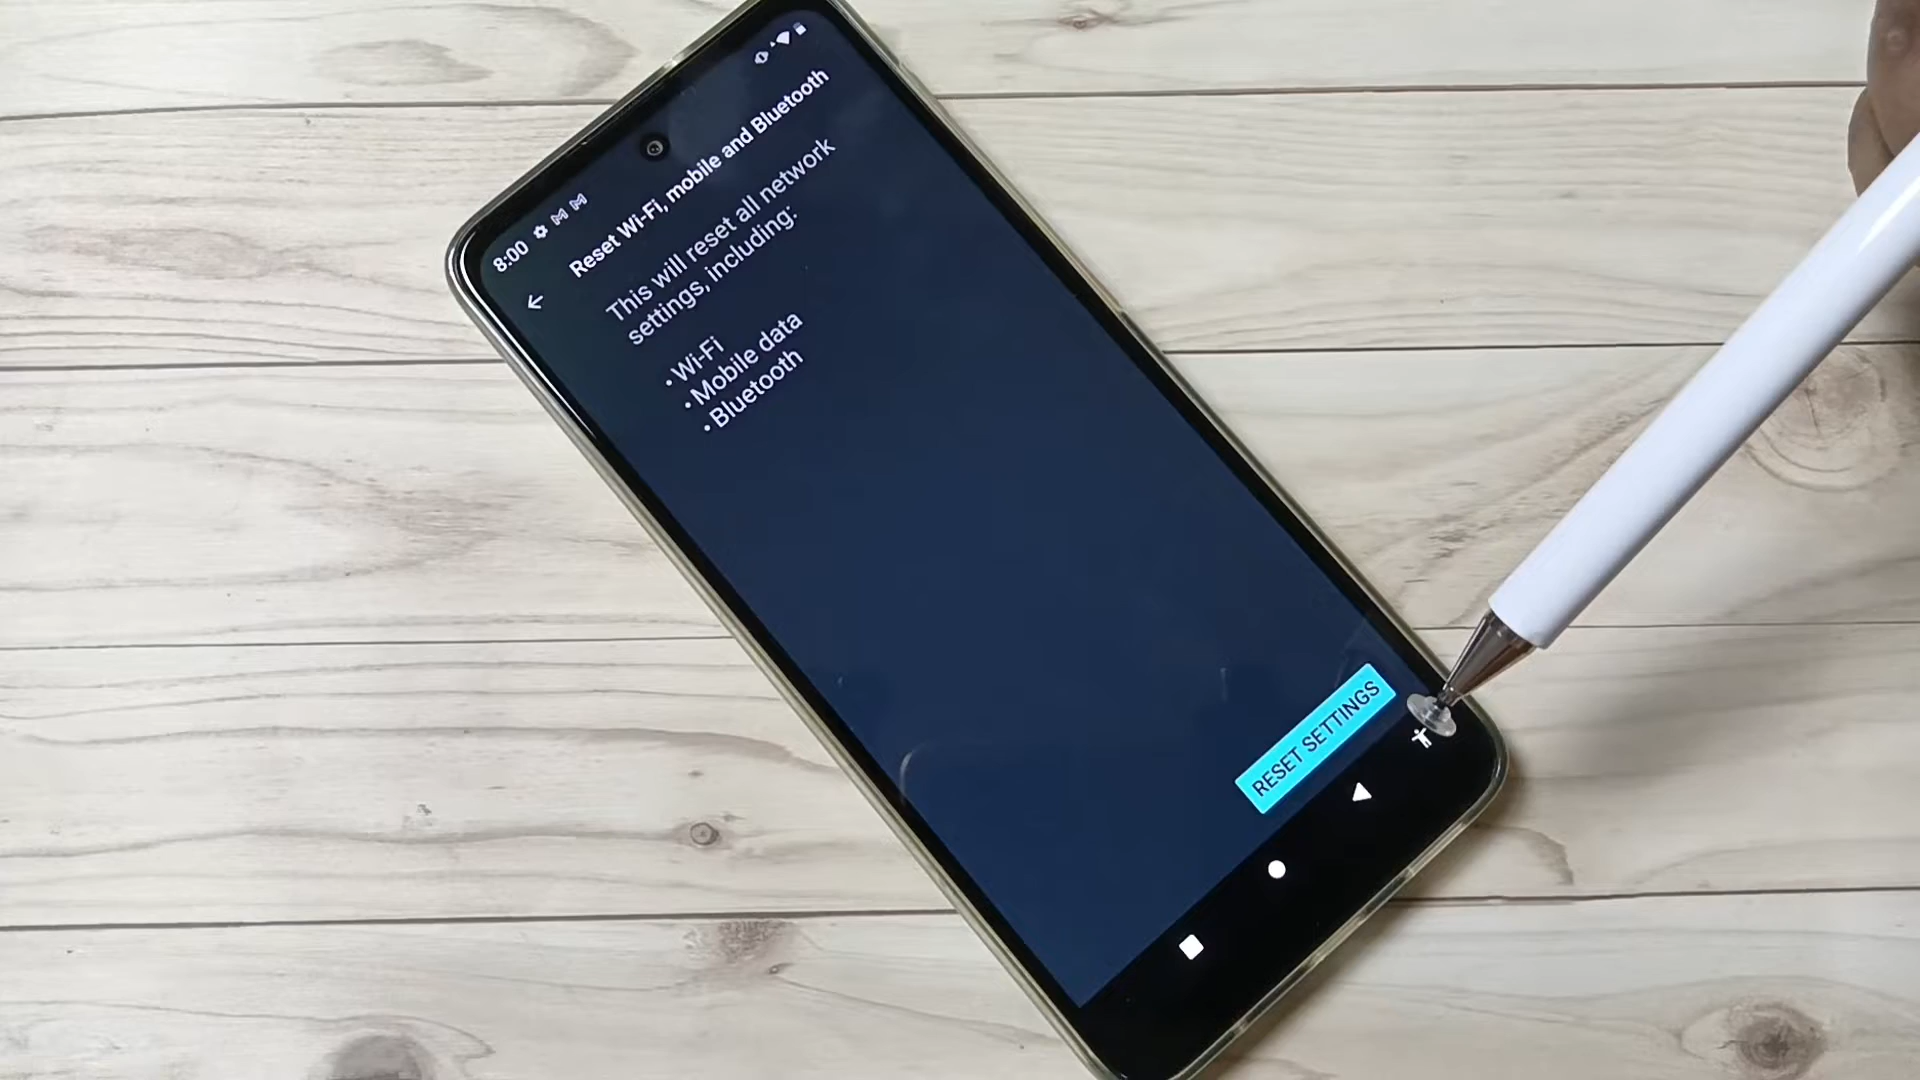 8:00
Reset Wi-Fi, mobile and Bluetooth
This will reset all network
settings, including:
• Wi-Fi
• Mobile data
• Bluetooth
RESET SETTINGS